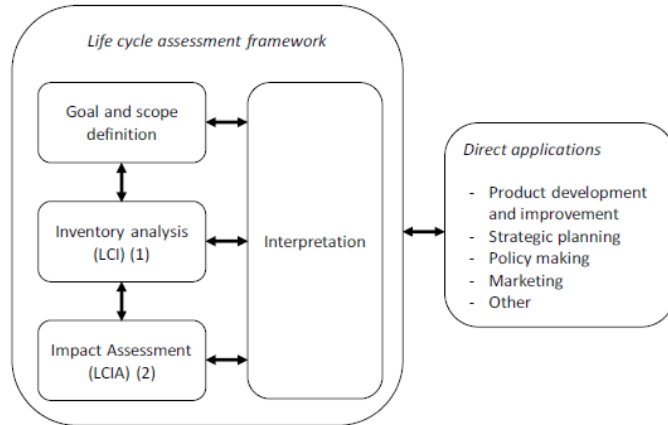 Life cycle assessment framework
Goal and scope
definition
Inventory analysis
(LCI) (1)
Impact Assessment
(LCIA) (2)
Interpretation
Direct applications
- Product development
and improvement
- Strategic planning
- Policy making
- Marketing
- Other